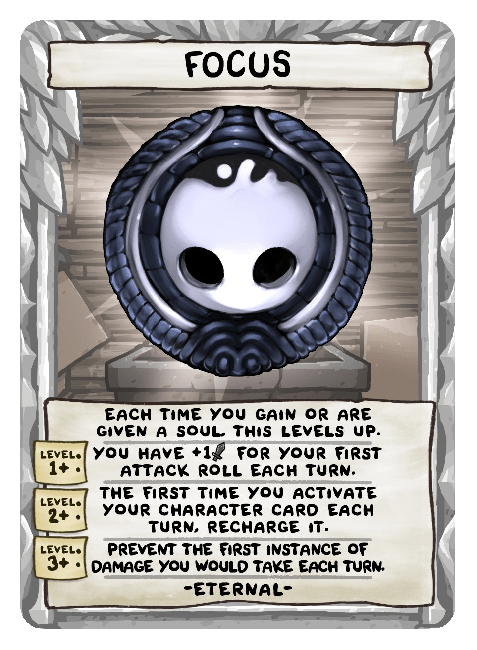 FOCUS
EACH TIME YOU GAIN OR ARE
GIVEN A SOUL THIS LEVELS UP.
LEVEL. 1+ .
YOU HAVE +1 FOR YOUR FIRST
ATTACK ROLL EACH TURN.
LEVEL. 2+ .
THE FIRST TIME YOU ACTIVATE
YOUR CHARACTER CARD EACH
TURN, RECHARGE IT.
LEVEL. 3+ .
PREVENT THE FIRST INSTANCE OF
DAMAGE YOU WOULD TAKE EACH TURN.
-ETERNAL-